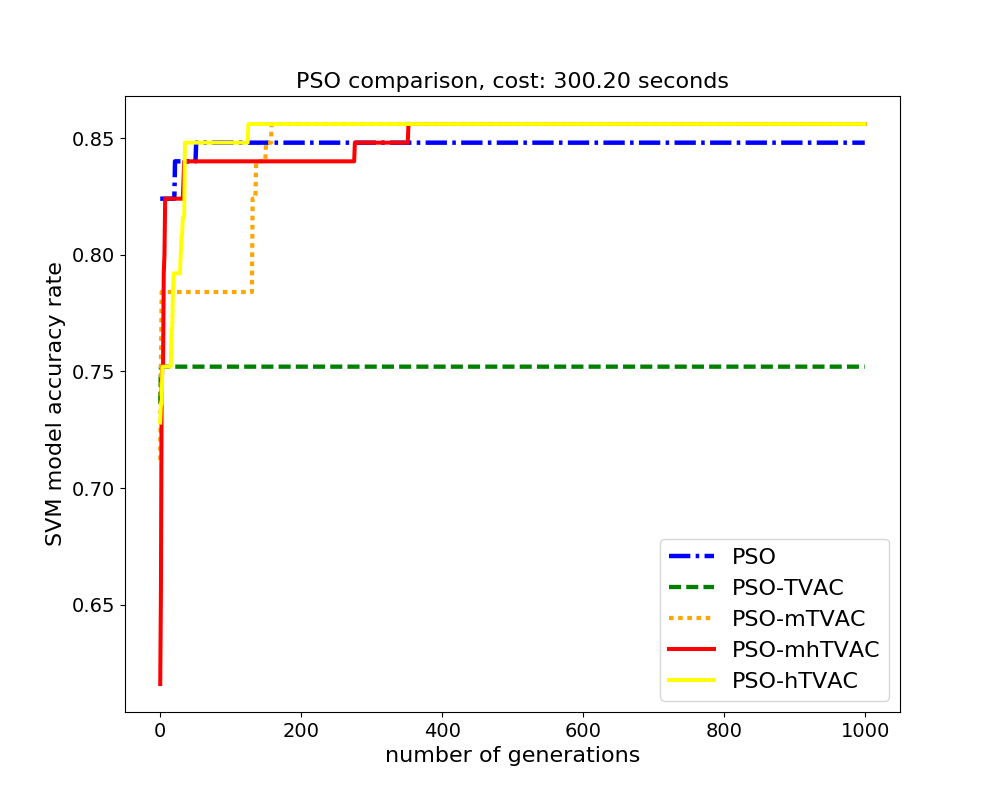 PSO comparison, cost: 300.20 seconds
SVM model accuracy rate
0.85
0.80
0.75
0.70
0.65
0 200 400 600 800 1000
number of generations
PSO
PSO-TVAC
PSO-mTVAC
PSO-mhTVAC
PSO-hTVAC